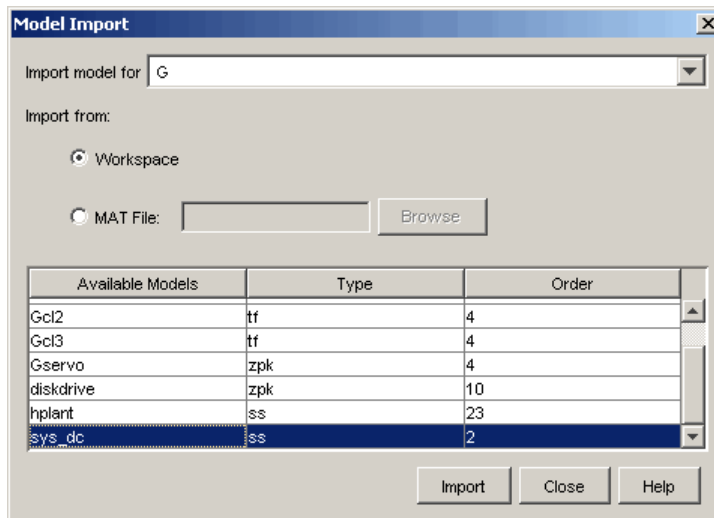 Model Import
Import model for G
Import from:
Workspace
MAT File: Browse
Available Models Type Order
Gcl2 tf 4
Gcl3 tf 4
Gservo zpk 4
diskdrive zpk 10
hplant ss 23
sys_dc ss 2
Import Close Help